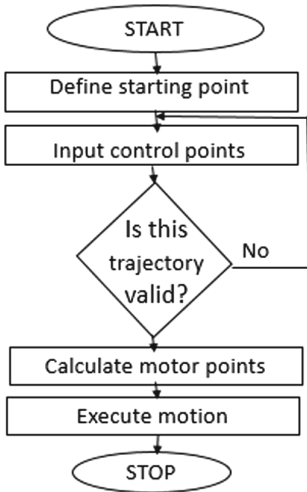 START
Define starting point
Input control points
Is this
trajectory
valid?
No
Calculate motor points
Execute motion
STOP